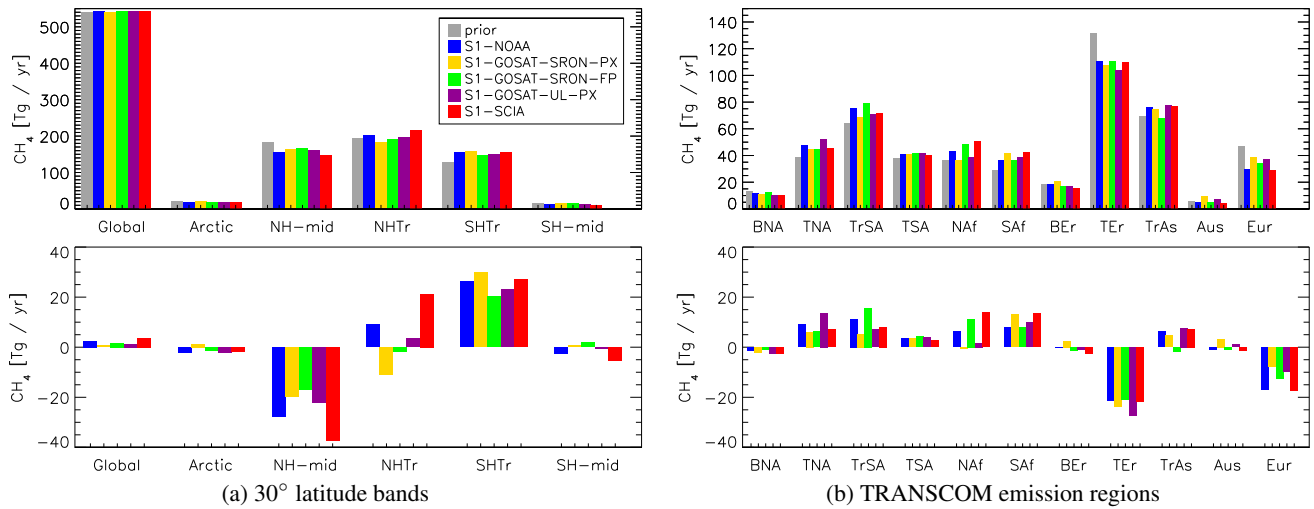 CH4 [Tg / yr]
500
400
300
200
100
0
prior
S1-NOAA
S1-GOSAT-SRON-PX
S1-GOSAT-SRON-FP
S1-GOSAT-UL-PX
S1-SCIA
Global Arctic NH-mid NHTr SHTr SH-mid
CH4 [Tg / yr]
40
20
0
-20
-40
Global Arctic NH-mid NHTr SHTr SH-mid
(a) 30° latitude bands
CH4 [Tg / yr]
140
120
100
80
60
40
20
0
BNA TNA TrSA TSA NAf SAf BEr TEr TrAs Aus Eur
CH4 [Tg / yr]
40
20
0
-20
-40
BNA TNA TrSA TSA NAf SAf BEr TEr TrAs Aus Eur
(b) TRANSCOM emission regions